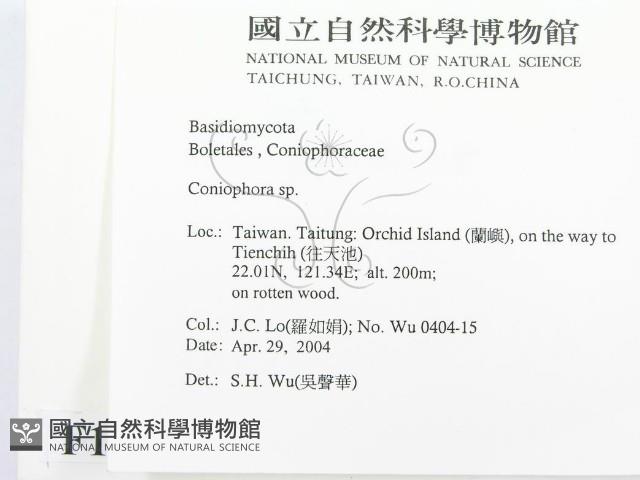 國立自然科學博物館
NATIONAL MUSEUM OF NATURAL SCIENCE
TAICHUNG, TAIWAN, R.O.CHINA
Basidiomycota
Boletales , Coniophoraceae
Coniophora sp.
Loc.: Taiwan. Taitung: Orchid Island (蘭嶼), on the way to
Tienchih (往天池)
22.01N, 121.34E; alt. 200m;
on rotten wood.
Col.: J.C. Lo(羅如娟); No. Wu 0404-15
Date: Apr. 29, 2004
Det.: S.H. Wu(吳聲華)
國立自然科學博物館
NATIONAL MUSEUM OF NATURAL SCIENCE